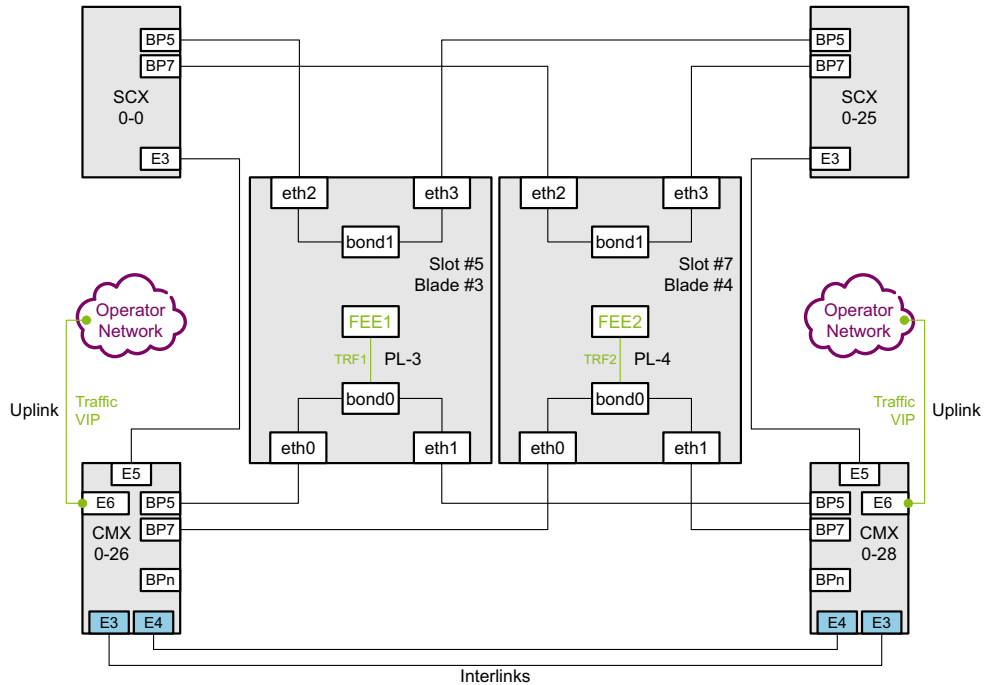 BP5
BP7
SCX
0-0
E3
BP5
BP7
SCX
0-25
E3
eth2
eth3
bond1
Slot #5
Blade #3
FEE1
TRF1
PL-3
bond0
eth0
eth1
eth2
eth3
bond1
Slot #7
Blade #4
FEE2
TRF2
PL-4
bond0
eth0
eth1
Operator
Network
Uplink
Traffic
VIP
Operator
Network
Traffic
VIP
Uplink
E5
E6
BP5
BP7
CMX
0-26
BPn
E3
E4
E5
BP5
E6
BP7
CMX
0-28
BPn
E4
E3
Interlinks